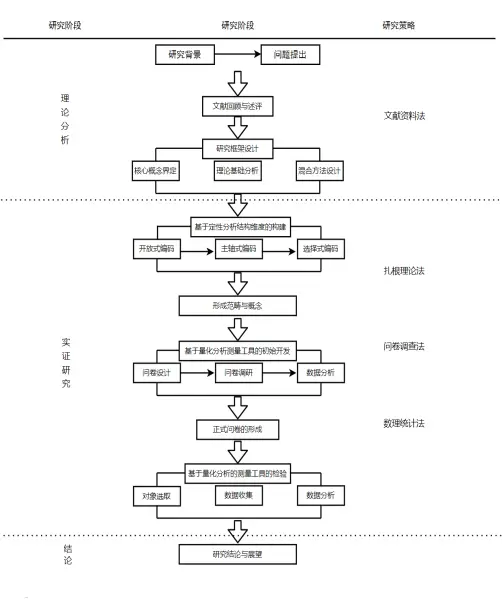 研究阶段 研究阶段 研究策略
研究背景 问题提出
理论分析
文献回顾与述评
文献资料法
研究框架设计
核心概念界定 理论基础分析 混合方法设计
基于定性分析结构维度的构建
开放式编码 主轴式编码 选择式编码
扎根理论法
形成范畴与概念
实证研究
基于量化分析测量工具的初始开发
问卷调查法
问卷设计 问卷调研 数据分析
正式问卷的形成
数理统计法
基于量化分析的测量工具的检验
对象选取 数据收集 数据分析
结论
研究结论与展望